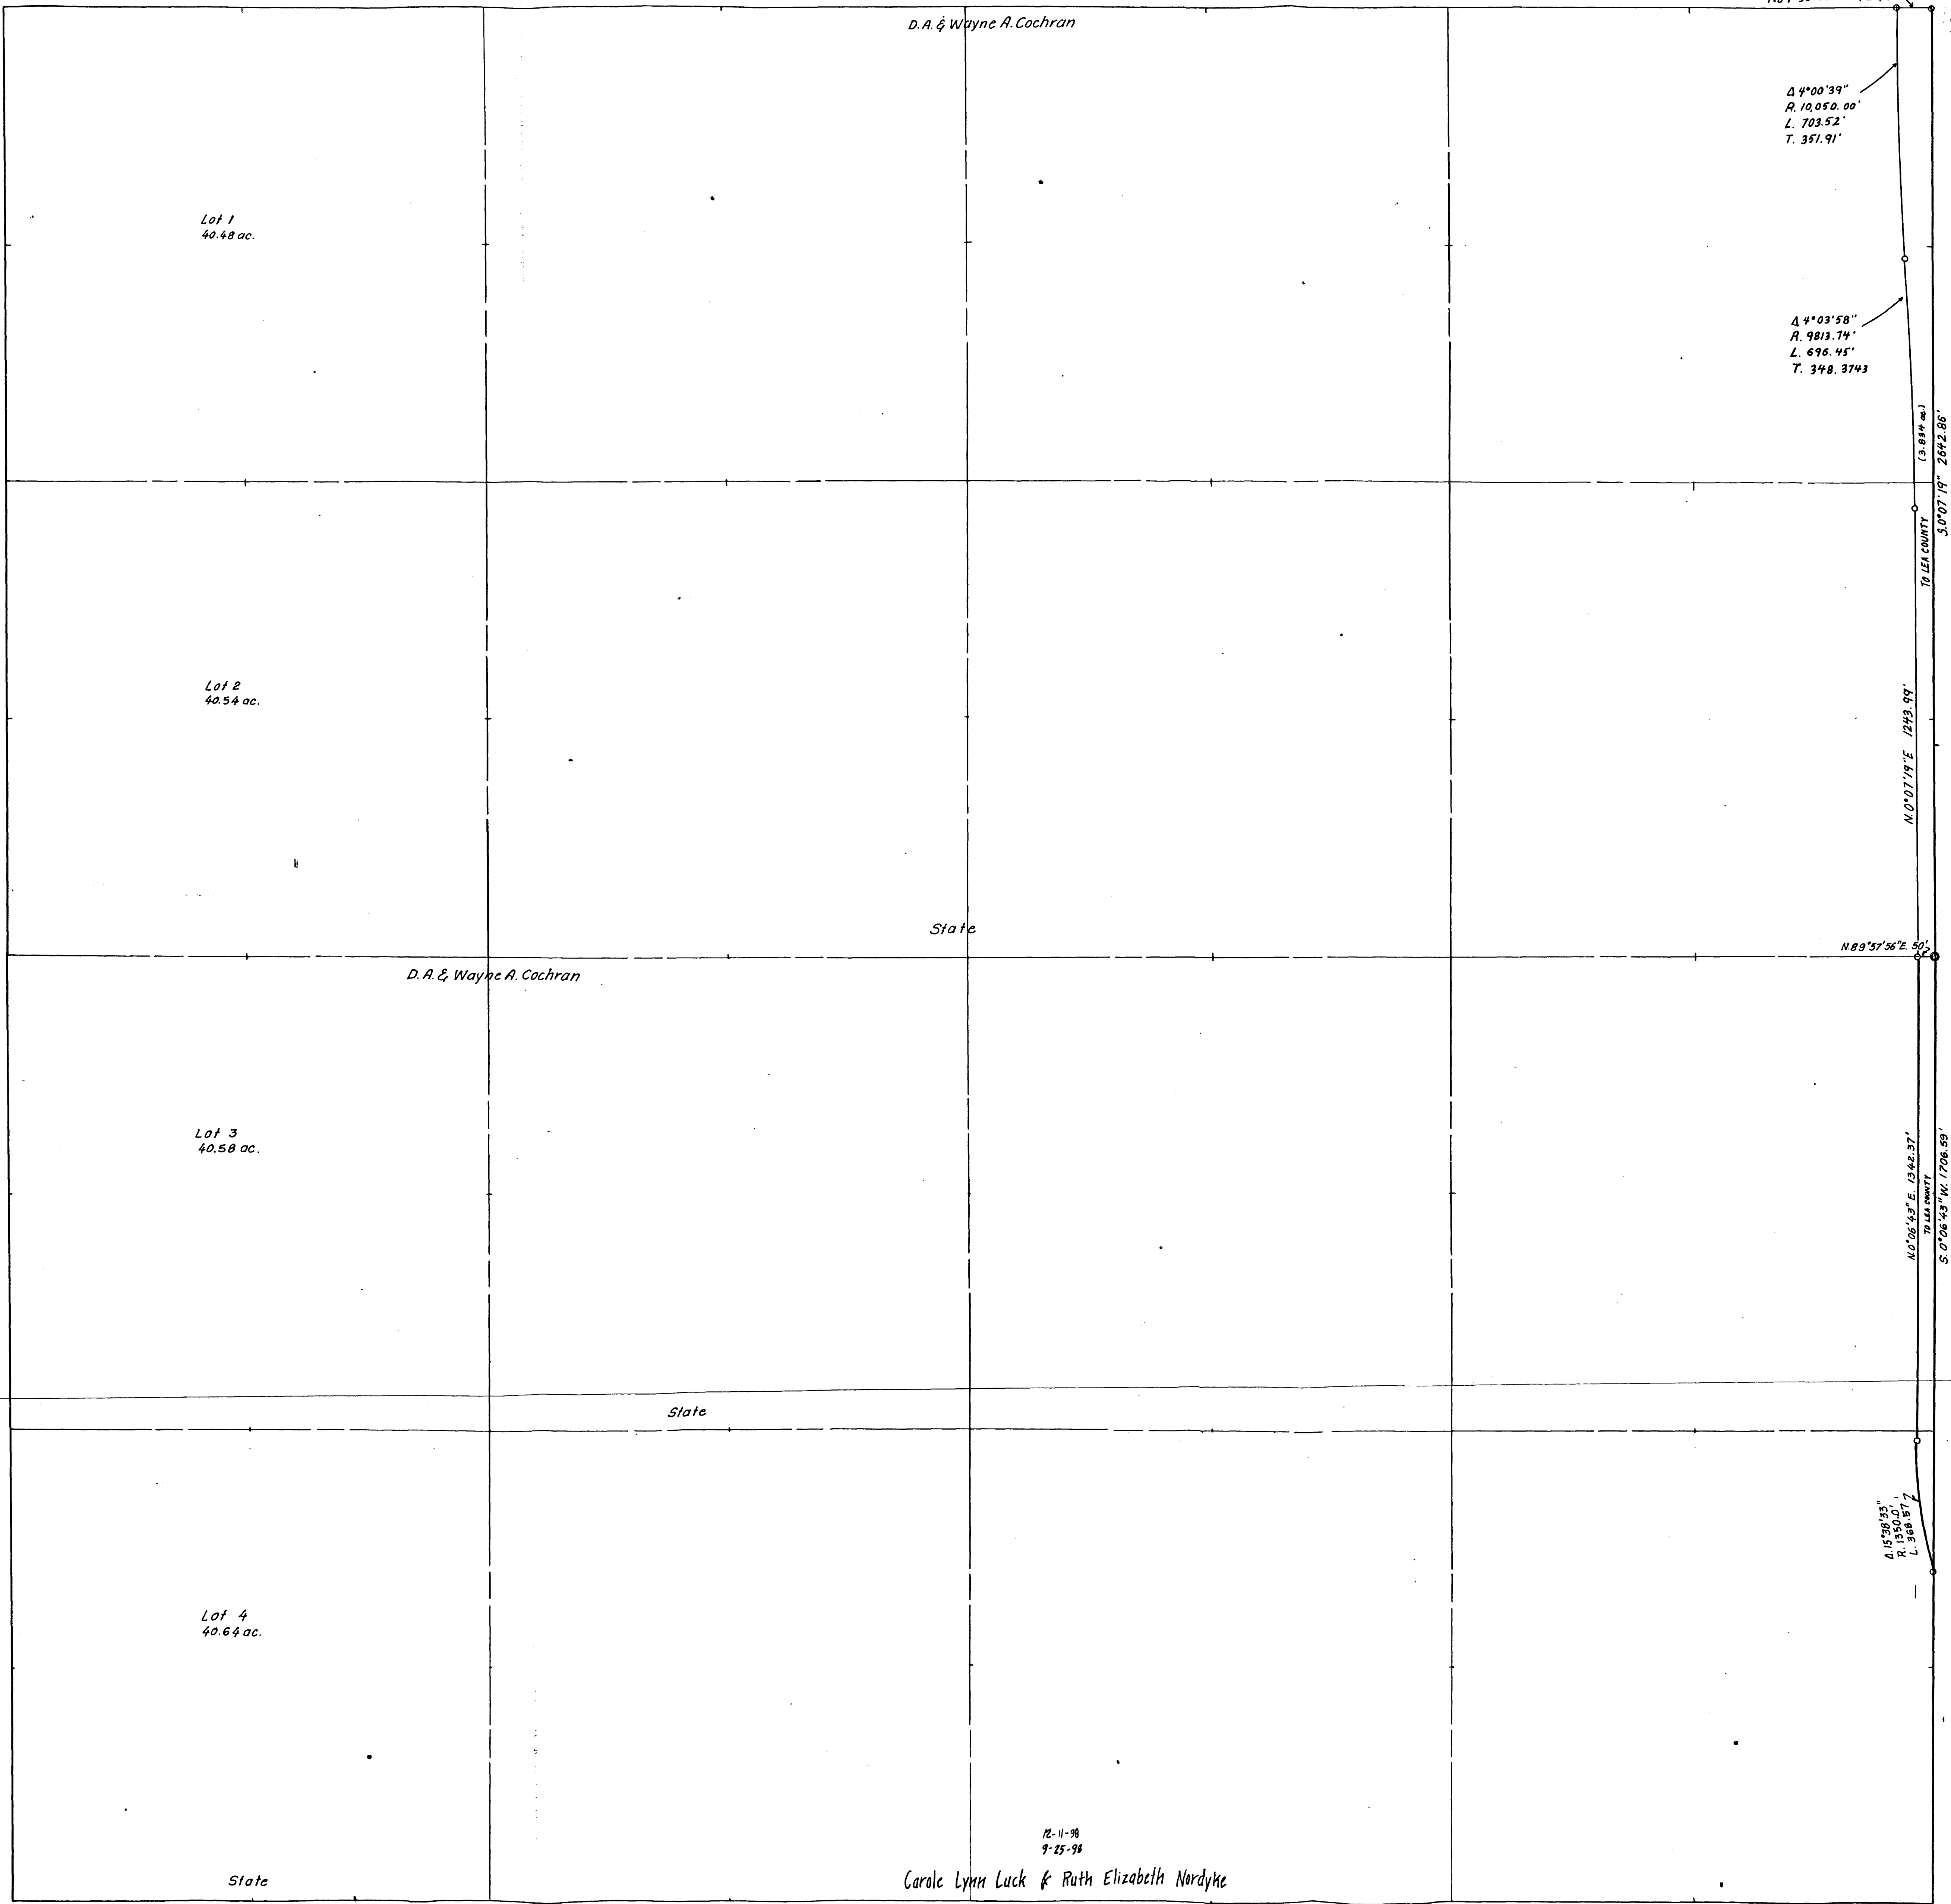 D.A. & Wayne A. Cochran
Δ 4°00'39"
R. 10,050.00'
L. 703.52'
T. 351.91'
Lot 1
40.48 ac.
Δ 4°03'58"
R. 9813.74'
L. 696.45'
T. 348.3743
(3.834 ac.)
TO LEA COUNTY
S.0°07'19" 2642.86'
Lot 2
40.54 ac.
N.0°07'19"E 1243.99'
State
N.89°57'56"E. 50'
D.A. & Wayne A. Cochran
Lot 3
40.58 ac.
N.0°06'43"E. 1342.37'
TO LEA COUNTY
S.0°06'43"W. 1706.59'
State
Δ.15°38'33"
R. 1350.0'
L. 368.57'
Lot 4
40.64 ac.
12-11-98
9-25-98
State
Carole Lynn Luck & Ruth Elizabeth Nordyke